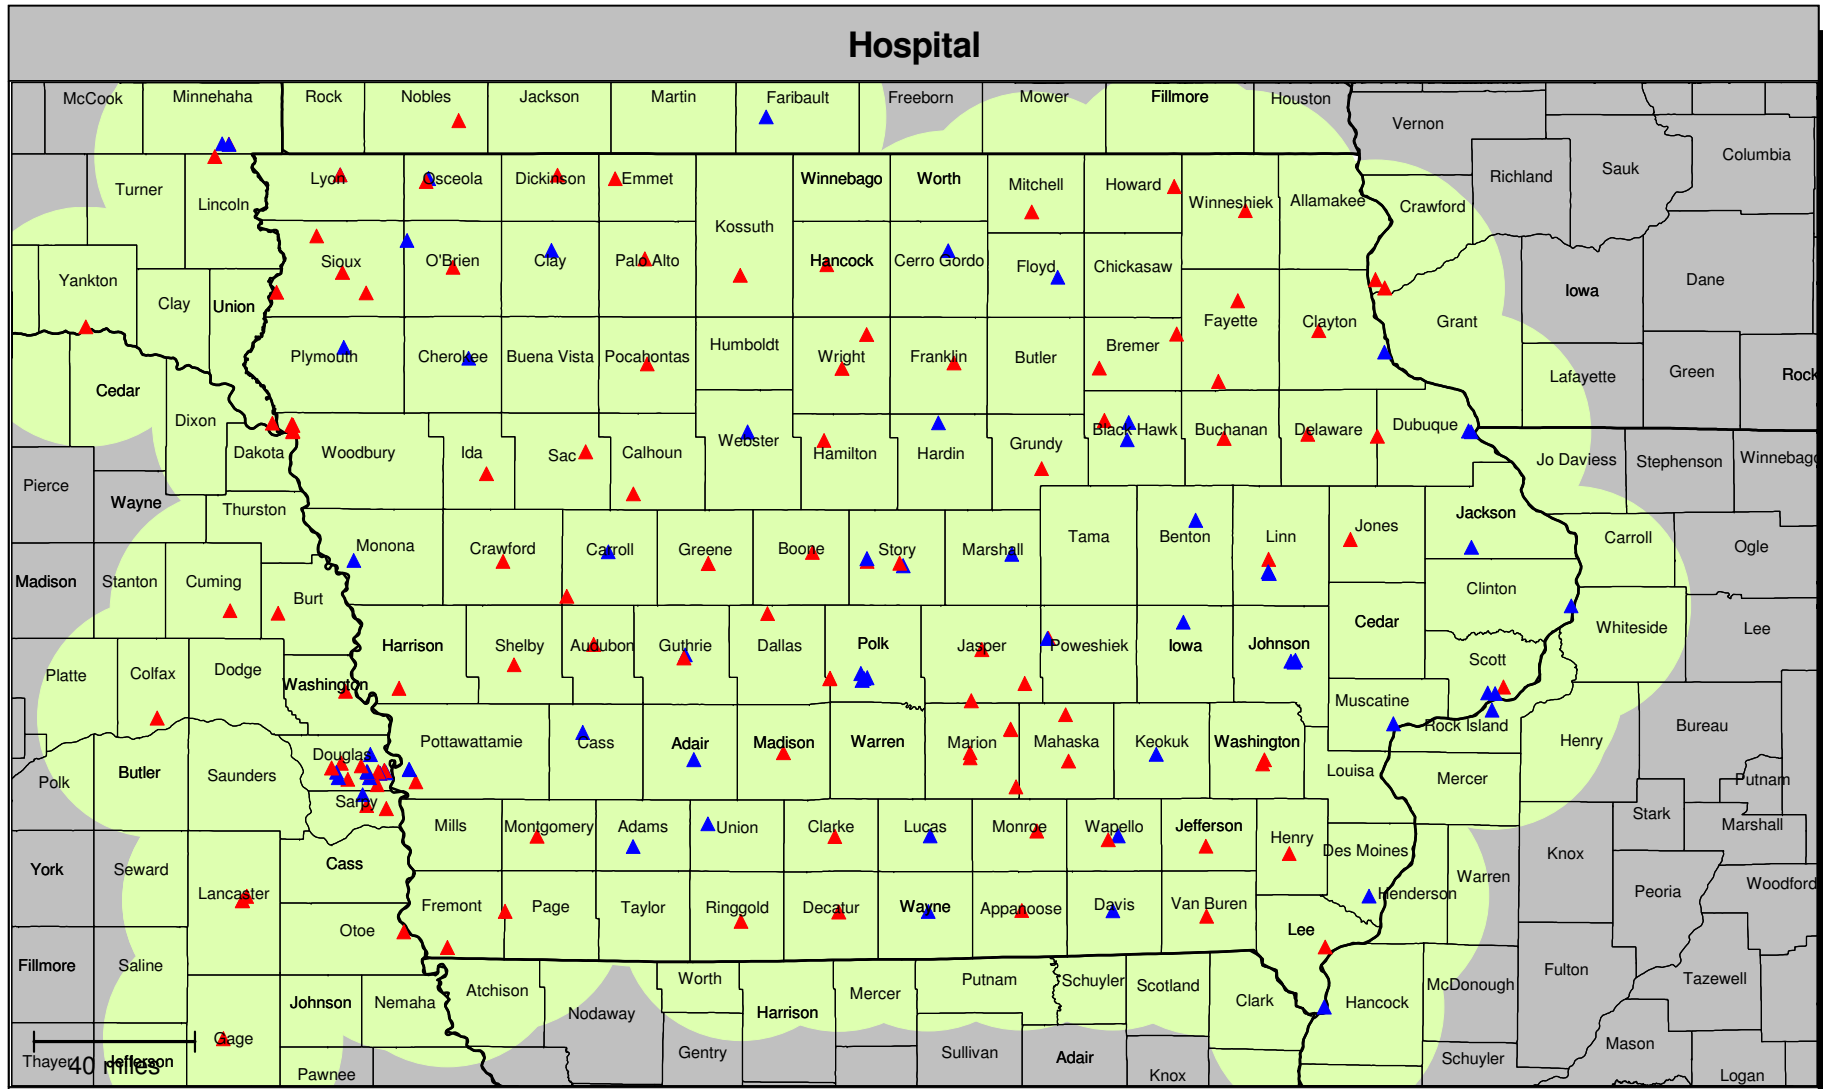 Hospital
McCook
Minnehaha
Rock
Nobles
Jackson
Martin
Faribault
Freeborn
Mower
Fillmore
Houston
Vernon
Columbia
Sauk
Richland
Turner
Lincoln
Lyon
Osceola
Dickinson
Emmet
Winnebago
Worth
Mitchell
Howard
Winneshiek
Allamakee
Crawford
Kossuth
Yankton
Clay
Union
Sioux
O'Brien
Clay
Palo Alto
Hancock
Cerro Gordo
Floyd
Chickasaw
Dane
Iowa
Fayette
Clayton
Grant
Plymouth
Cherokee
Buena Vista
Pocahontas
Humboldt
Wright
Franklin
Butler
Bremer
Lafayette
Green
Rock
Cedar
Dixon
Dakota
Woodbury
Ida
Sac
Calhoun
Webster
Hamilton
Hardin
Grundy
Black Hawk
Buchanan
Delaware
Dubuque
Jo Daviess
Stephenson
Winnebago
Pierce
Wayne
Thurston
Monona
Crawford
Carroll
Greene
Boone
Story
Marshall
Tama
Benton
Linn
Jones
Jackson
Carroll
Ogle
Madison
Stanton
Cuming
Burt
Clinton
Harrison
Shelby
Audubon
Guthrie
Dallas
Polk
Jasper
Poweshiek
Iowa
Johnson
Cedar
Whiteside
Lee
Scott
Platte
Colfax
Dodge
Washington
Muscatine
Rock Island
Bureau
Henry
Polk
Butler
Saunders
Douglas
Sarpy
Pottawattamie
Cass
Adair
Madison
Warren
Marion
Mahaska
Keokuk
Washington
Louisa
Mercer
Putnam
Stark
Marshall
Mills
Montgomery
Adams
Union
Clarke
Lucas
Monroe
Wapello
Jefferson
Henry
Des Moines
Knox
York
Seward
Lancaster
Cass
Henderson
Warren
Peoria
Woodford
Otoe
Fremont
Page
Taylor
Ringgold
Decatur
Wayne
Appanoose
Davis
Van Buren
Lee
Fillmore
Saline
Johnson
Nemaha
Atchison
Nodaway
Worth
Harrison
Mercer
Putnam
Schuyler
Scotland
Clark
Hancock
McDonough
Fulton
Tazewell
Gage
Thayer
Jefferson
40 miles
Pawnee
Gentry
Sullivan
Adair
Knox
Schuyler
Mason
Logan